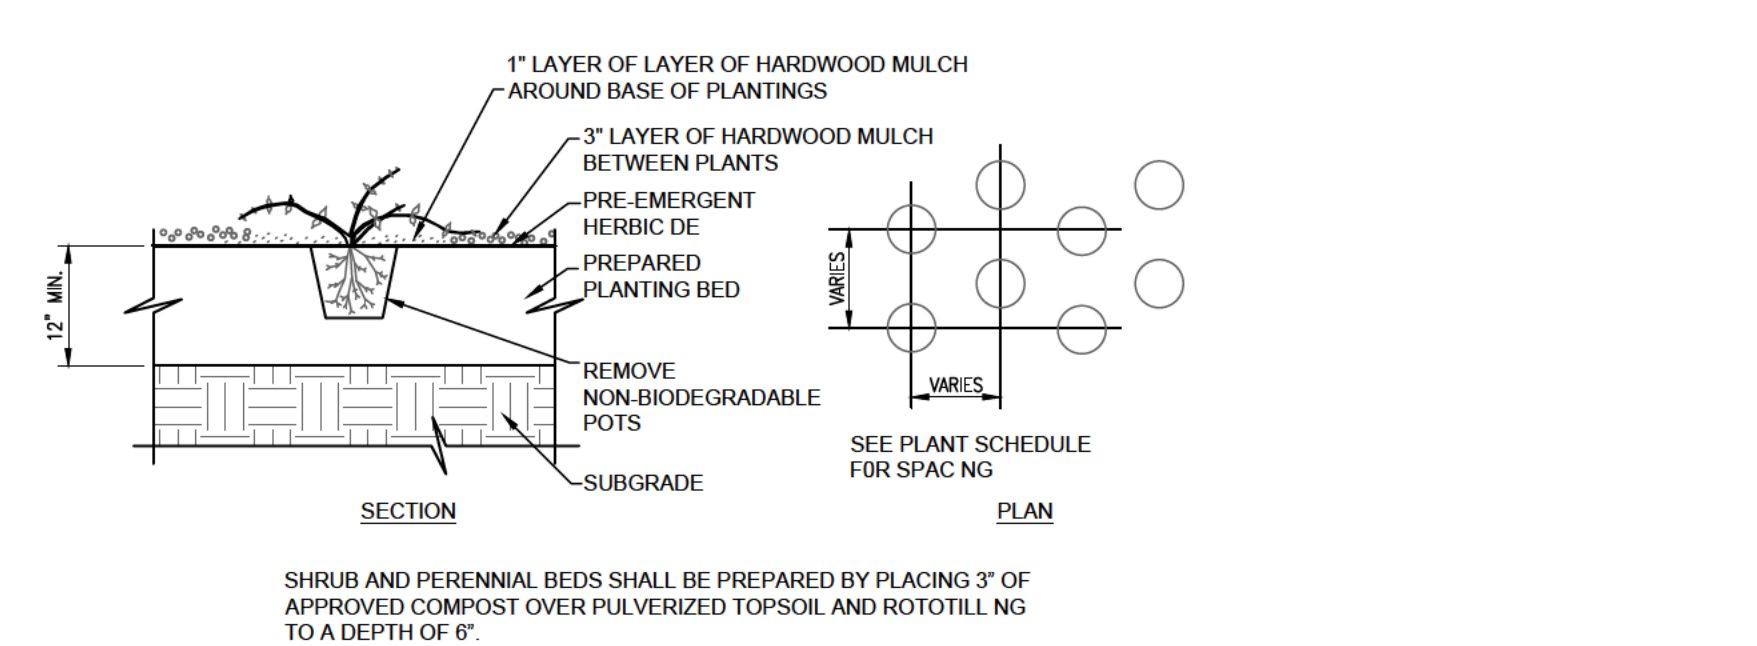 1" LAYER OF LAYER OF HARDWOOD MULCH
AROUND BASE OF PLANTINGS
3" LAYER OF HARDWOOD MULCH
BETWEEN PLANTS
PRE-EMERGENT
HERBIC DE
PREPARED
PLANTING BED
12" MIN.
REMOVE
NON-BIODEGRADABLE
POTS
SUBGRADE
SECTION
VARIES
VARIES
SEE PLANT SCHEDULE
F0R SPAC NG
PLAN
SHRUB AND PERENNIAL BEDS SHALL BE PREPARED BY PLACING 3” OF
APPROVED COMPOST OVER PULVERIZED TOPSOIL AND ROTOTILL NG
TO A DEPTH OF 6”.